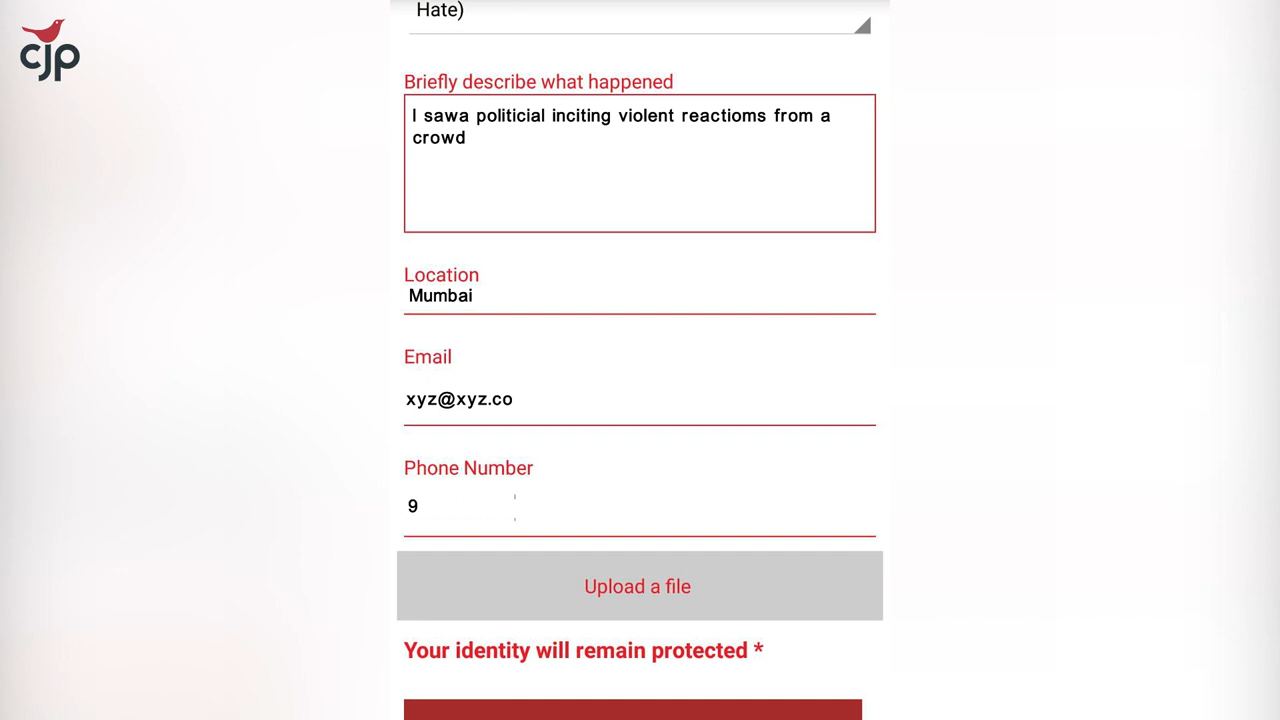 cjp
Hate)
Briefly describe what happened
I sawa politicial inciting violent reactioms from a
crowd
Location
Mumbai
Email
xyz@xyz.co
Phone Number
9
Upload a file
Your identity will remain protected *